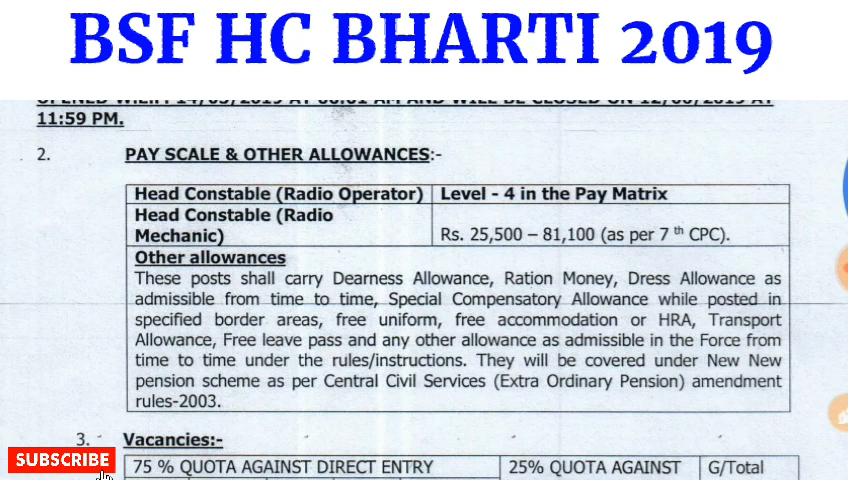 BSF HC BHARTI 2019
11:59 PM.
2. PAY SCALE & OTHER ALLOWANCES:-
Head Constable (Radio Operator) Level - 4 in the Pay Matrix
Head Constable (Radio
Mechanic) Rs. 25,500 – 81,100 (as per 7 th CPC).
Other allowances
These posts shall carry Dearness Allowance, Ration Money, Dress Allowance as
admissible from time to time, Special Compensatory Allowance while posted in
specified border areas, free uniform, free accommodation or HRA, Transport
Allowance, Free leave pass and any other allowance as admissible in the Force from
time to time under the rules/instructions. They will be covered under New New
pension scheme as per Central Civil Services (Extra Ordinary Pension) amendment
rules-2003.
3. Vacancies:-
SUBSCRIBE
75 % QUOTA AGAINST DIRECT ENTRY 25% QUOTA AGAINST G/Total